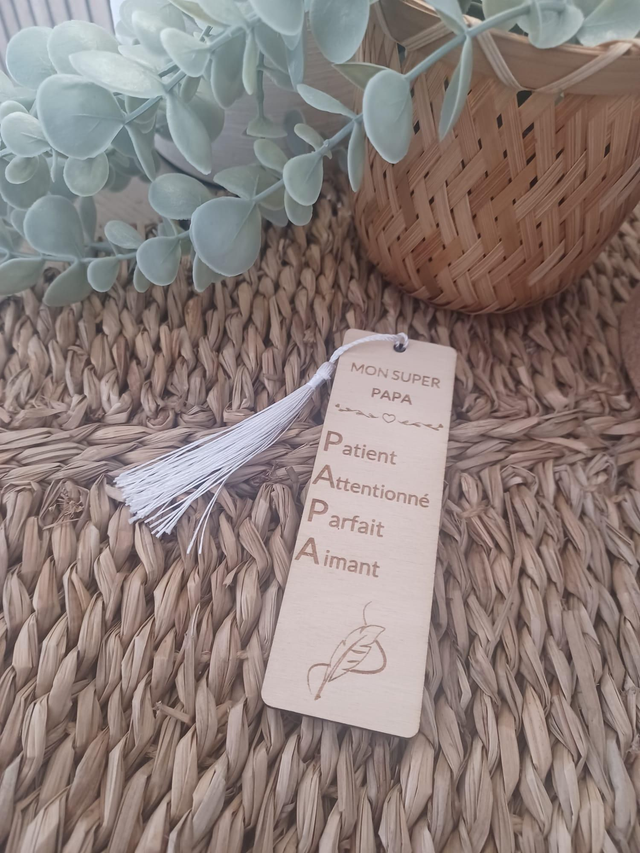 MON SUPER
PAPA
Patient
Attentionné
Parfait
Aimant